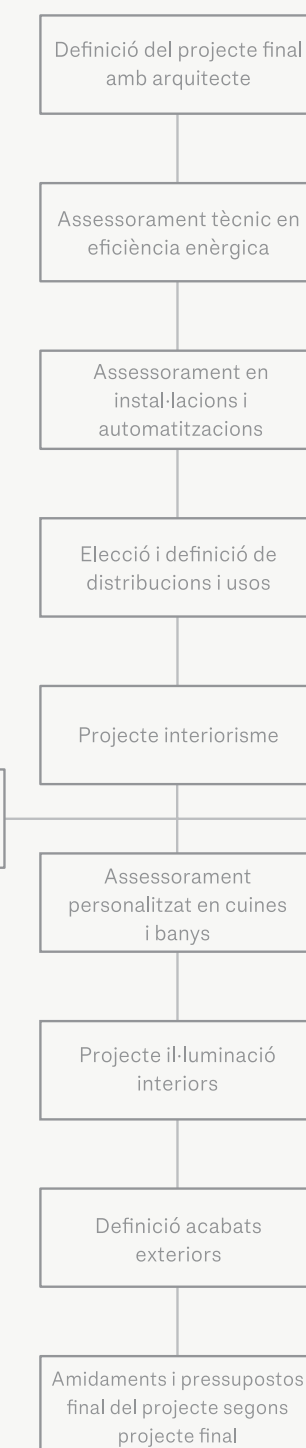 Definició del projecte final
amb arquitecte
Assessorament tècnic en
eficiència enèrgica
Assessorament en
instal·lacions i
automatitzacions
Elecció i definició de
distribucions i usos
Projecte interiorisme
Assessorament
personalitzat en cuines
i banys
Projecte il·luminació
interiors
Definició acabats
exteriors
Amidaments i pressupostos
final del projecte segons
projecte final